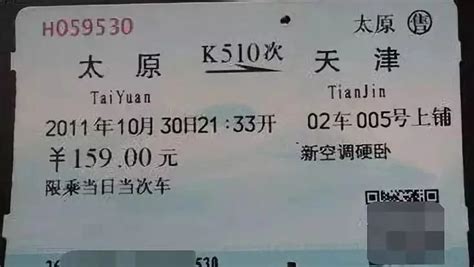 H059530 太原 售
太原 K510次 天津
TaiYuan TianJin
2011年10月30日21:33开 02车005号上铺
￥159.00元 新空调硬卧
限乘当日当次车